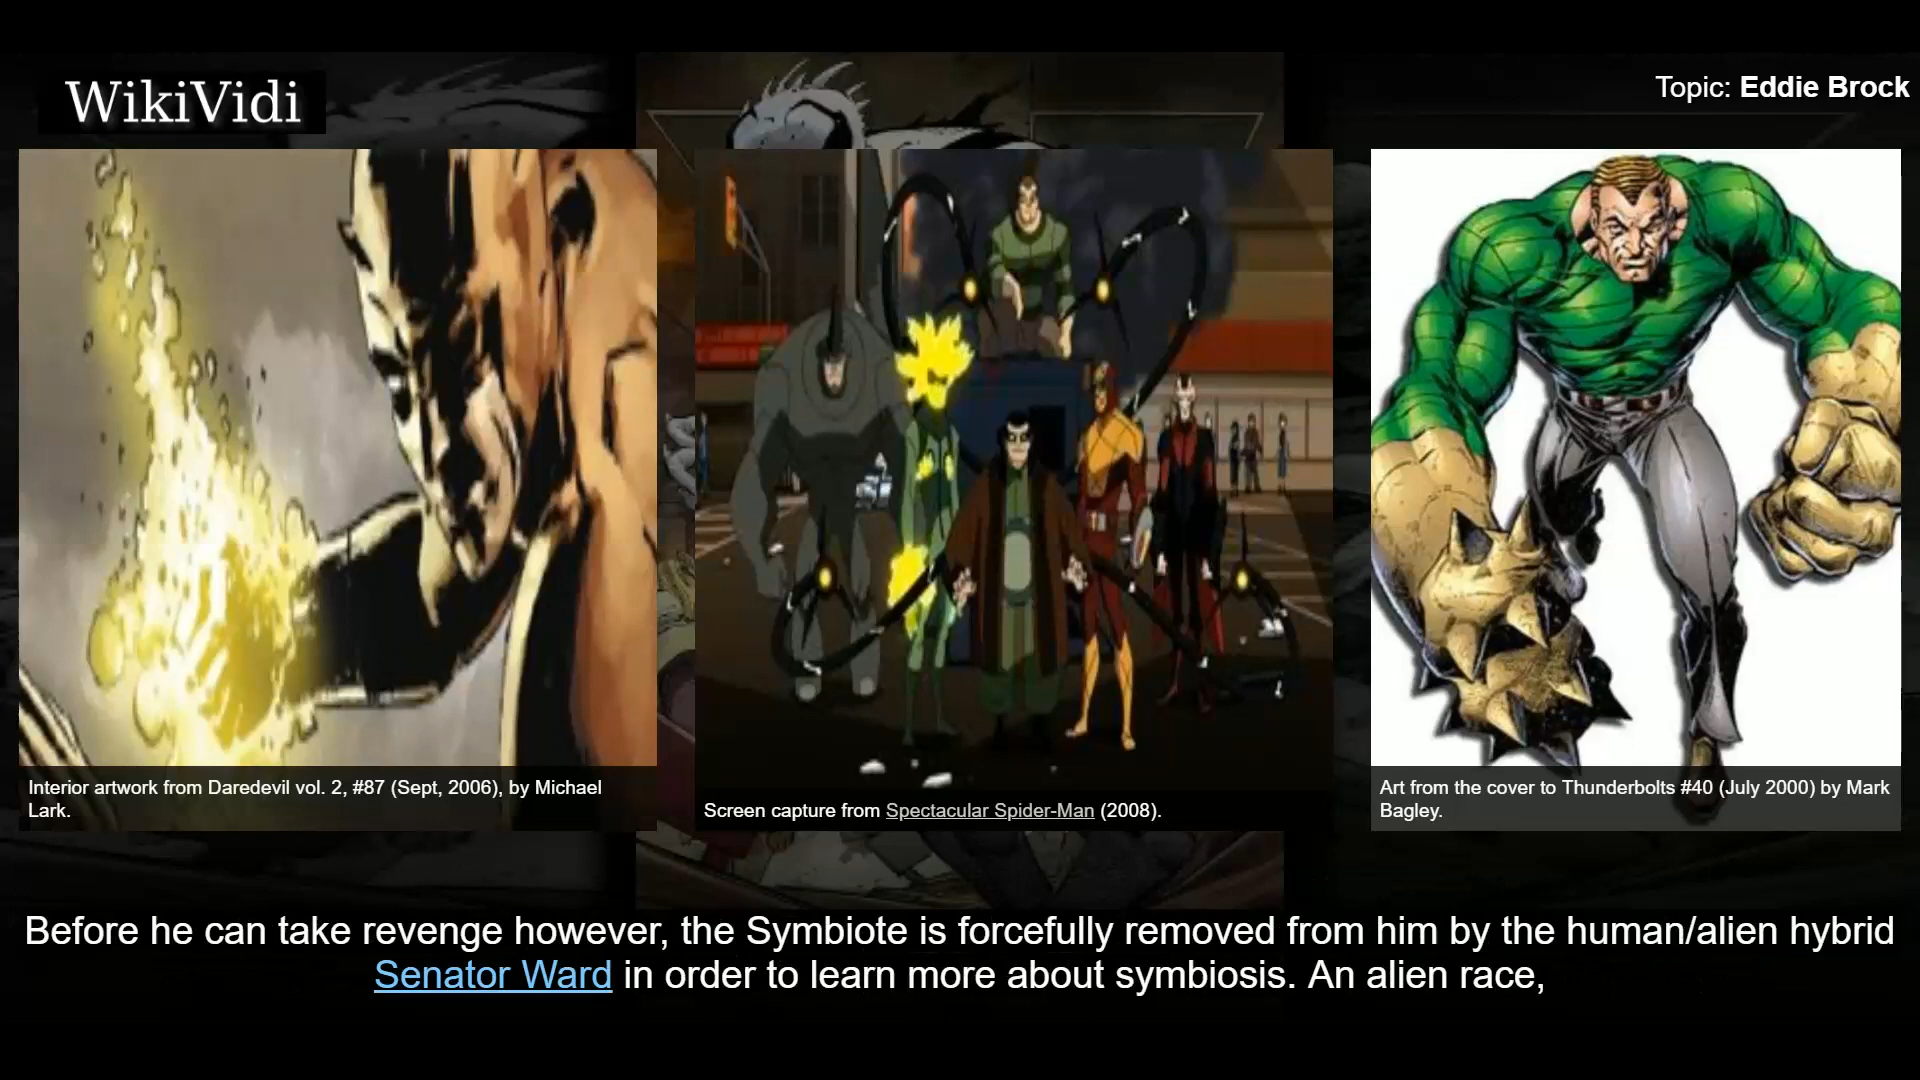 WikiVidi
Topic: Eddie Brock
Interior artwork from Daredevil vol. 2, #87 (Sept, 2006), by Michael
Lark.
Screen capture from Spectacular Spider-Man (2008).
Art from the cover to Thunderbolts #40 (July 2000) by Mark
Bagley.
Before he can take revenge however, the Symbiote is forcefully removed from him by the human/alien hybrid
Senator Ward in order to learn more about symbiosis. An alien race,